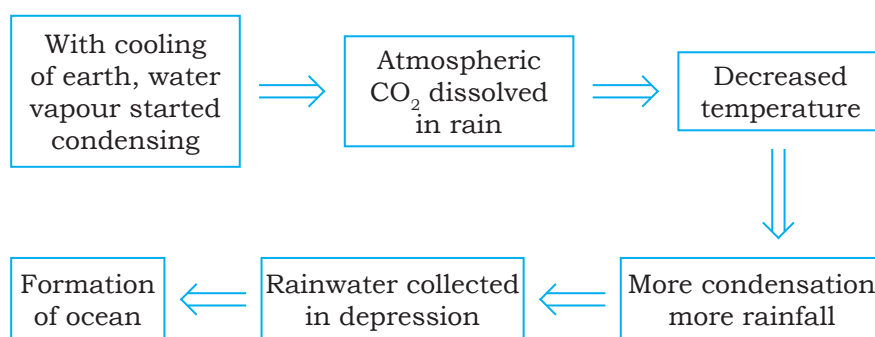 With cooling
of earth, water
vapour started
condensing
Atmospheric
CO₂ dissolved
in rain
Decreased
temperature
More condensation
more rainfall
Rainwater collected
in depression
Formation
of ocean